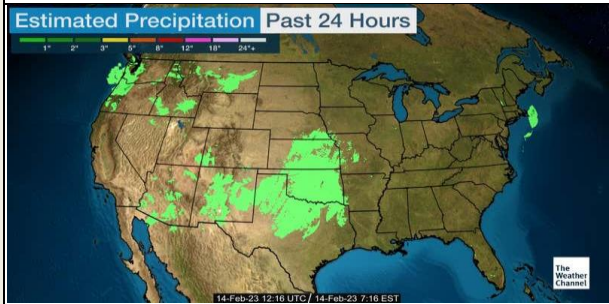 Estimated Precipitation Past 24 Hours
1" 2" 3" 5" 8" 12" 18" 24"+
The
Weather
Channel
14-Feb-23 12:16 UTC / 14-Feb-23 7:16 EST